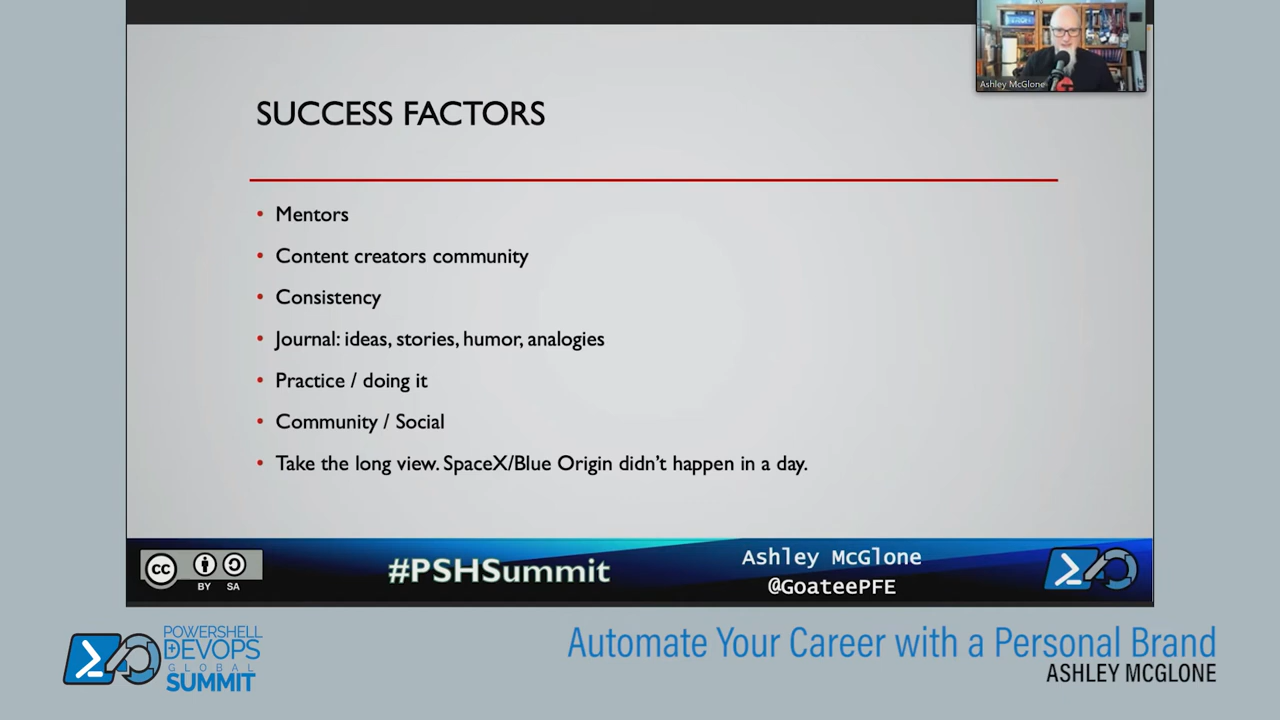 Ashley McGlone
SUCCESS FACTORS
• Mentors
• Content creators community
• Consistency
• Journal: ideas, stories, humor, analogies
• Practice / doing it
• Community / Social
• Take the long view. SpaceX/Blue Origin didn't happen in a day.
cc
BY SA
#PSHSummit
Ashley McGlone
@GoateePFE
POWERSHELL
DEVOPS
GLOBAL
SUMMIT
Automate Your Career with a Personal Brand
ASHLEY MCGLONE